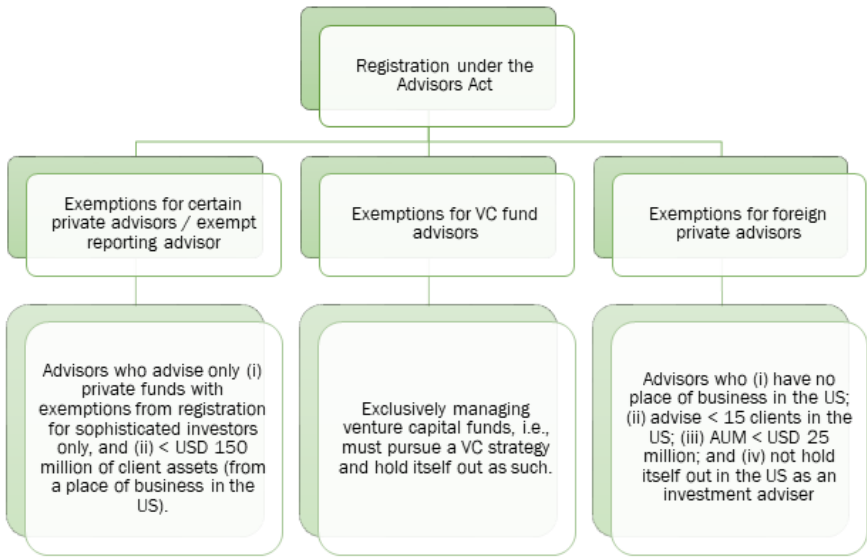 Registration under the
Advisors Act
Exemptions for certain
private advisors / exempt
reporting advisor
Exemptions for VC fund
advisors
Exemptions for foreign
private advisors
Advisors who advise only (i)
private funds with
exemptions from registration
for sophisticated investors
only, and (ii) < USD 150
million of client assets (from
a place of business in the
US).
Exclusively managing
venture capital funds, i.e.,
must pursue a VC strategy
and hold itself out as such.
Advisors who (i) have no
place of business in the US;
(ii) advise < 15 clients in the
US; (iii) AUM < USD 25
million; and (iv) not hold
itself out in the US as an
investment adviser